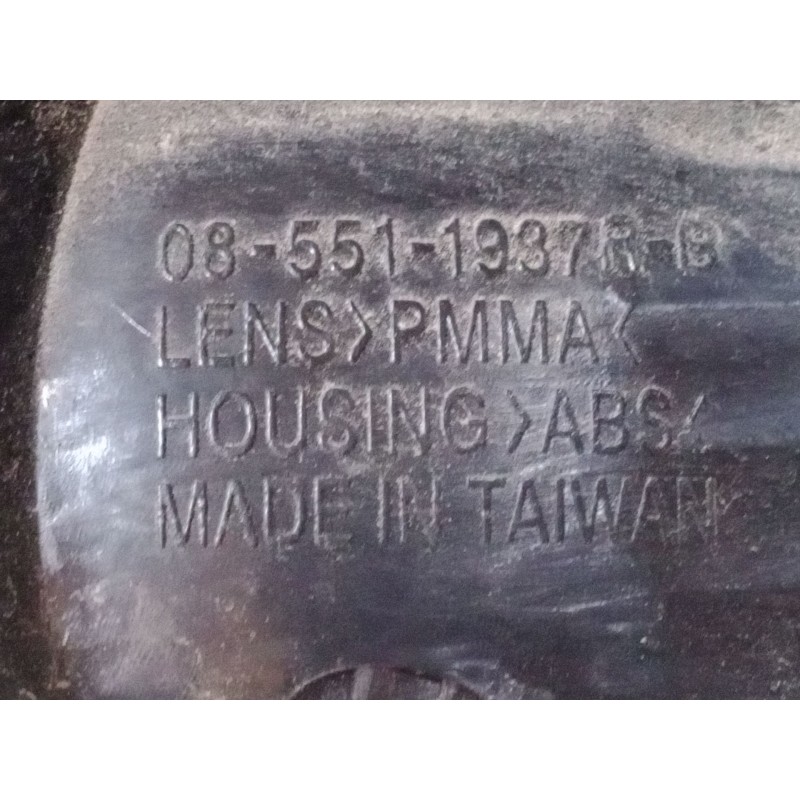 08-551-1937R-B
LENS>PMMA<
HOUSING>ABS<
MADE IN TAIWAN